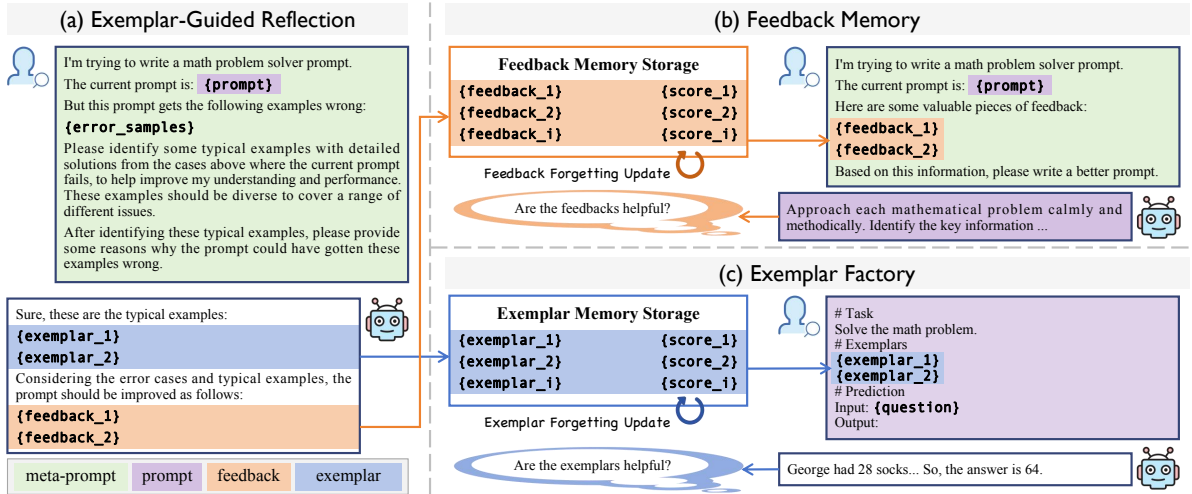 (a) Exemplar-Guided Reflection
I'm trying to write a math problem solver prompt.
The current prompt is: {prompt}
But this prompt gets the following examples wrong:
{error_samples}
Please identify some typical examples with detailed
solutions from the cases above where the current prompt
fails, to help improve my understanding and performance.
These examples should be diverse to cover a range of
different issues.
After identifying these typical examples, please provide
some reasons why the prompt could have gotten these
examples wrong.
Sure, these are the typical examples:
{exemplar_1}
{exemplar_2}
Considering the error cases and typical examples, the
prompt should be improved as follows:
{feedback_1}
{feedback_2}
meta-prompt prompt feedback exemplar
(b) Feedback Memory
Feedback Memory Storage
{feedback_1} {score_1}
{feedback_2} {score_2}
{feedback_i} {score_i}
Feedback Forgetting Update
I'm trying to write a math problem solver prompt.
The current prompt is: {prompt}
Here are some valuable pieces of feedback:
{feedback_1}
{feedback_2}
Based on this information, please write a better prompt.
Are the feedbacks helpful?
Approach each mathematical problem calmly and
methodically. Identify the key information ...
(c) Exemplar Factory
Exemplar Memory Storage
{exemplar_1} {score_1}
{exemplar_2} {score_2}
{exemplar_i} {score_i}
Exemplar Forgetting Update
# Task
Solve the math problem.
# Exemplars
{exemplar_1}
{exemplar_2}
# Prediction
Input: {question}
Output:
Are the exemplars helpful?
George had 28 socks... So, the answer is 64.